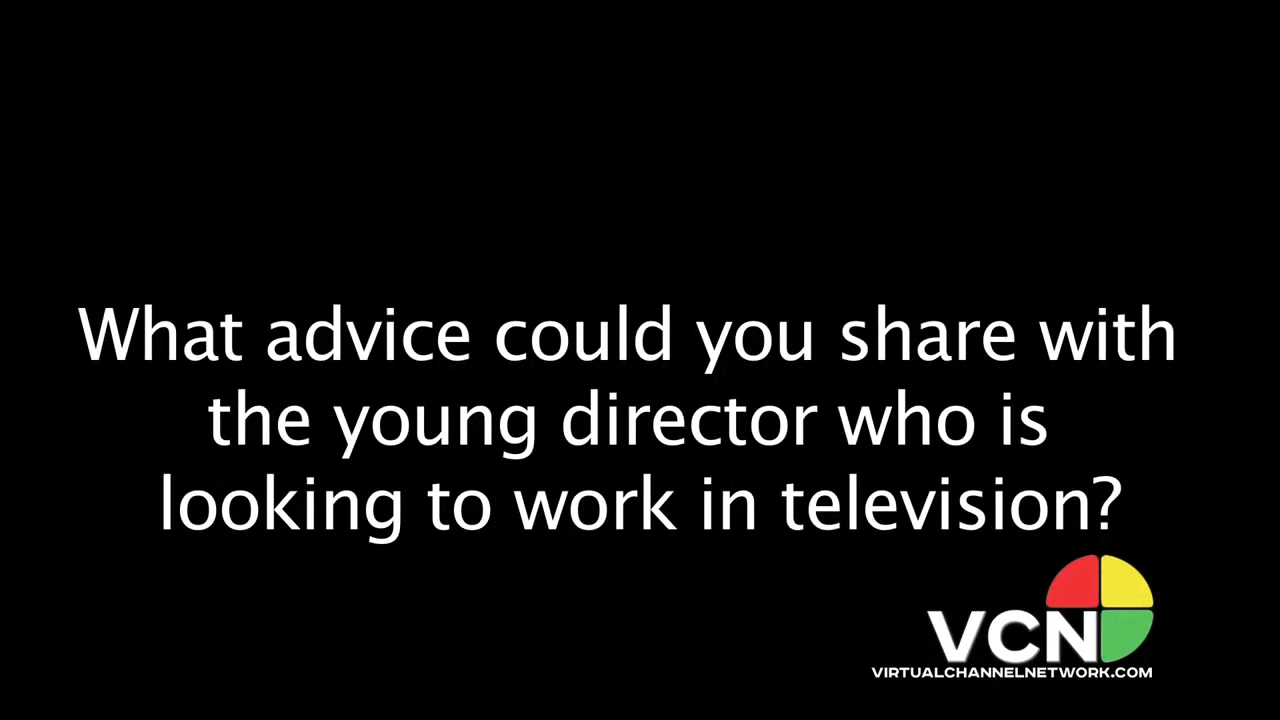 What advice could you share with
the young director who is
looking to work in television?
VCN
VIRTUALCHANNELNETWORK.COM